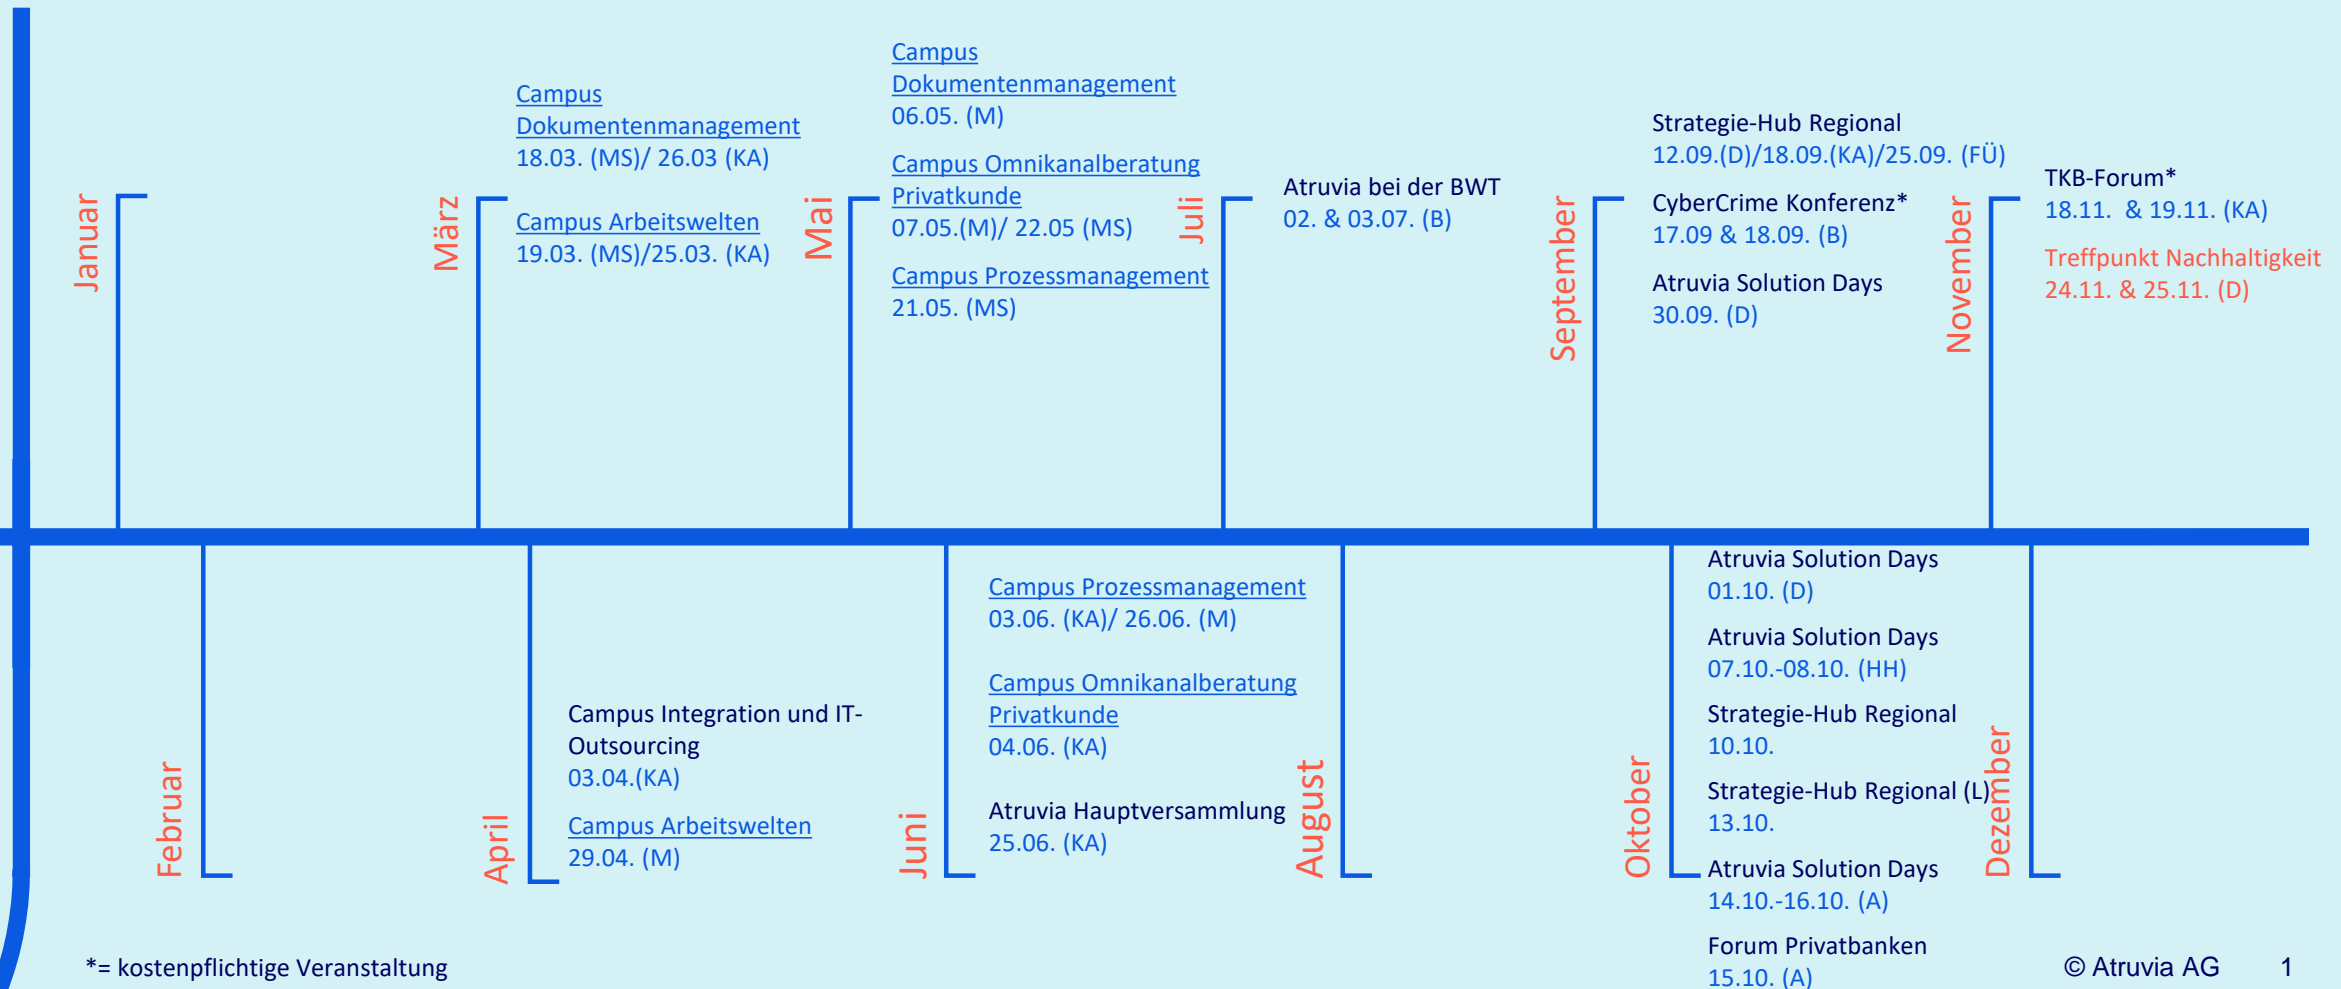 Januar
März
Campus
Dokumentenmanagement
18.03. (MS)/ 26.03 (KA)
Campus Arbeitswelten
19.03. (MS)/25.03. (KA)
Mai
Campus
Dokumentenmanagement
06.05. (M)
Campus Omnikanalberatung
Privatkunde
07.05.(M)/ 22.05 (MS)
Campus Prozessmanagement
21.05. (MS)
Juli
Atruvia bei der BWT
02. & 03.07. (B)
September
Strategie-Hub Regional
12.09.(D)/18.09.(KA)/25.09. (FÜ)
CyberCrime Konferenz*
17.09 & 18.09. (B)
Atruvia Solution Days
30.09. (D)
November
TKB-Forum*
18.11. & 19.11. (KA)
Treffpunkt Nachhaltigkeit
24.11. & 25.11. (D)
Februar
April
Campus Integration und IT-
Outsourcing
03.04.(KA)
Campus Arbeitswelten
29.04. (M)
Juni
Campus Prozessmanagement
03.06. (KA)/ 26.06. (M)
Campus Omnikanalberatung
Privatkunde
04.06. (KA)
Atruvia Hauptversammlung
25.06. (KA)
August
Oktober
Atruvia Solution Days
01.10. (D)
Atruvia Solution Days
07.10.-08.10. (HH)
Strategie-Hub Regional
10.10.
Strategie-Hub Regional (L)
13.10.
Atruvia Solution Days
14.10.-16.10. (A)
Forum Privatbanken
15.10. (A)
Dezember
*= kostenpflichtige Veranstaltung
© Atruvia AG 1